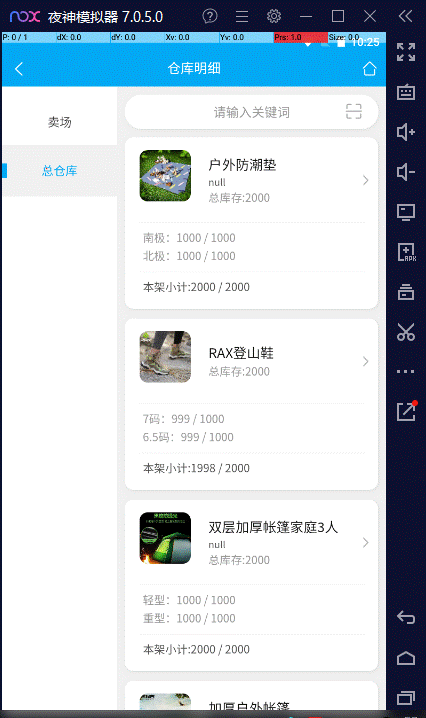 nox 夜神模拟器 7.0.5.0
P: 0 / 1 dX: 0.0 dY: 0.0 Xv: 0.0 Yv: 0.0 Prs: 1.0 Size: 0.0
10:25
仓库明细
卖场
总仓库
请输入关键词
户外防潮垫
null
总库存:2000
南极：1000 / 1000
北极：1000 / 1000
本架小计:2000 / 2000
RAX登山鞋
总库存:2000
7码：999 / 1000
6.5码：999 / 1000
本架小计:1998 / 2000
双层加厚帐篷家庭3人
null
总库存:2000
轻型：1000 / 1000
重型：1000 / 1000
本架小计:2000 / 2000
加厚户外帐篷
APK